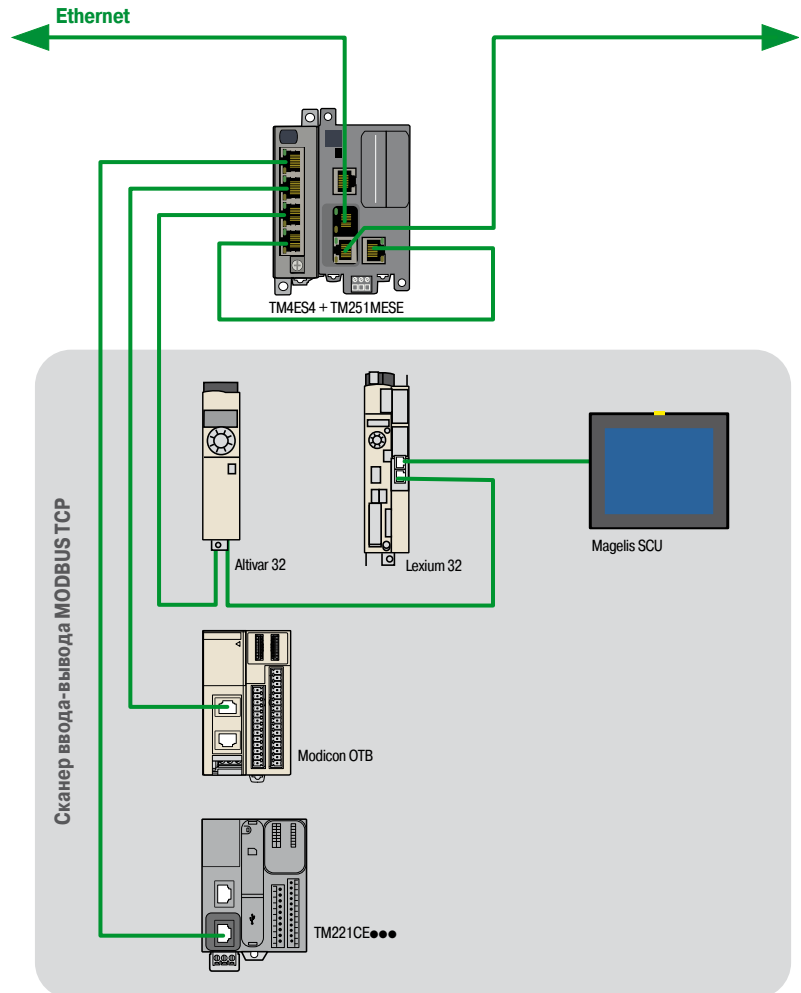 Ethernet
TM4ES4 + TM251MESE
Сканер ввода-вывода MODBUS TCP
Altivar 32
Lexium 32
Magelis SCU
Modicon OTB
TM221CE●●●